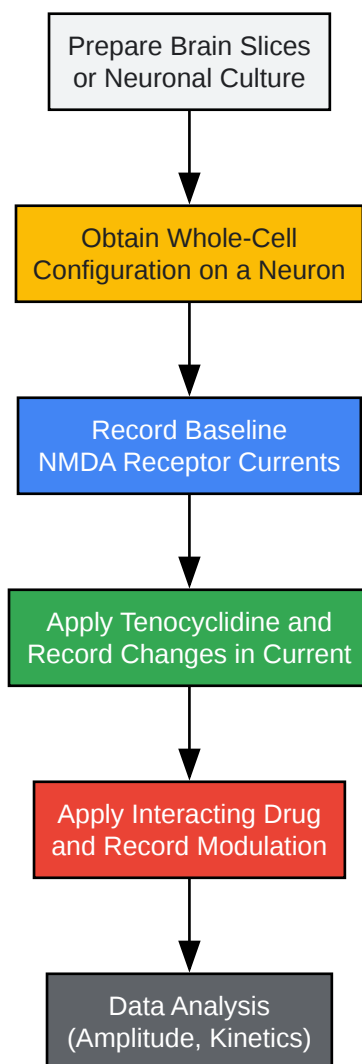 Prepare Brain Slices
or Neuronal Culture
Obtain Whole-Cell
Configuration on a Neuron
Record Baseline
NMDA Receptor Currents
Apply Tenocyclidine and
Record Changes in Current
Apply Interacting Drug
and Record Modulation
Data Analysis
(Amplitude, Kinetics)